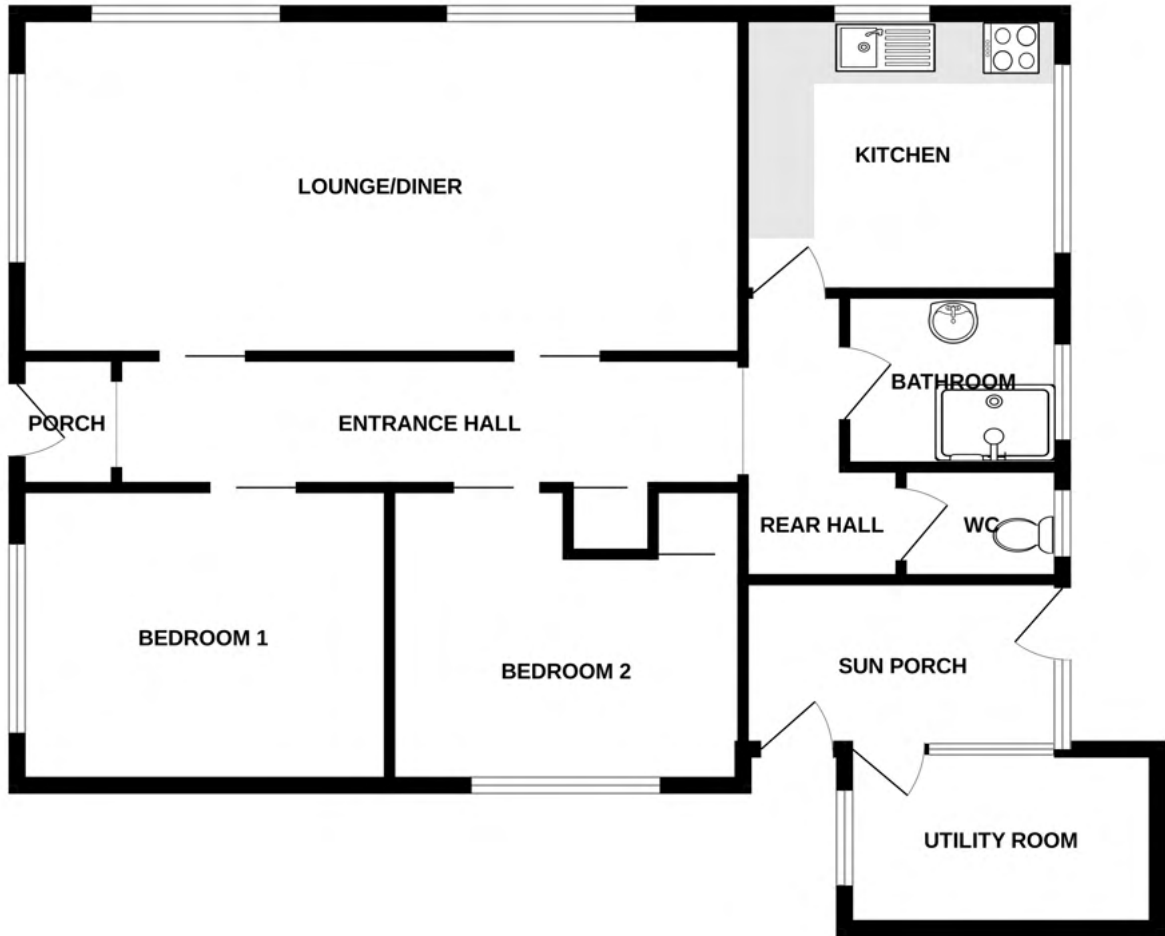 KITCHEN
LOUNGE/DINER
BATHROOM
PORCH
ENTRANCE HALL
REAR HALL
WC
BEDROOM 1
SUN PORCH
BEDROOM 2
UTILITY ROOM